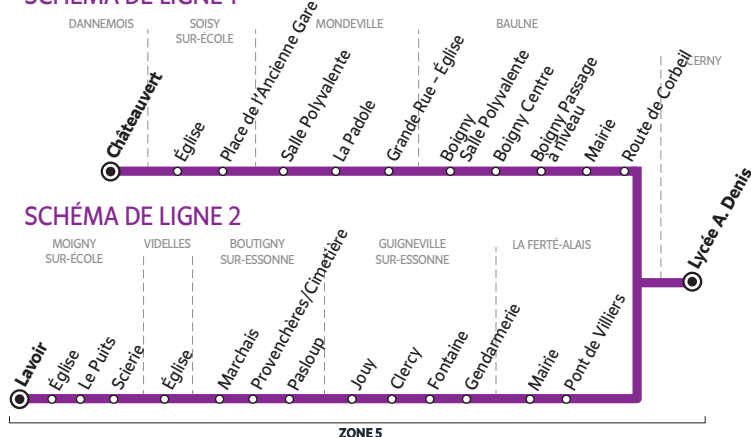 SCHÉMA DE LIGNE 1
DANNEMOIS
SOISY
SUR-ÉCOLE
MONDEVILLE
BAULNE
CERNY
Châteauvert
Église
Place de l'Ancienne Gare
Salle Polyvalente
La Padole
Grande Rue - Église
Boigny
Salle Polyvalente
Boigny Centre
Boigny Passage
à niveau
Mairie
Route de Corbeil
Lycée A. Denis
SCHÉMA DE LIGNE 2
MOIGNY
SUR-ÉCOLE
VIDELLES
BOUTIGNY
SUR-ESSONNE
GUIGNEVILLE
SUR-ESSONNE
LA FERTÉ-ALAIS
Lavoir
Église
Le Puits
Scierie
Église
Marchais
Provenchères/Cimetière
Pasloup
Jouy
Clercy
Fontaine
Gendarmerie
Mairie
Pont de Villiers
ZONE 5